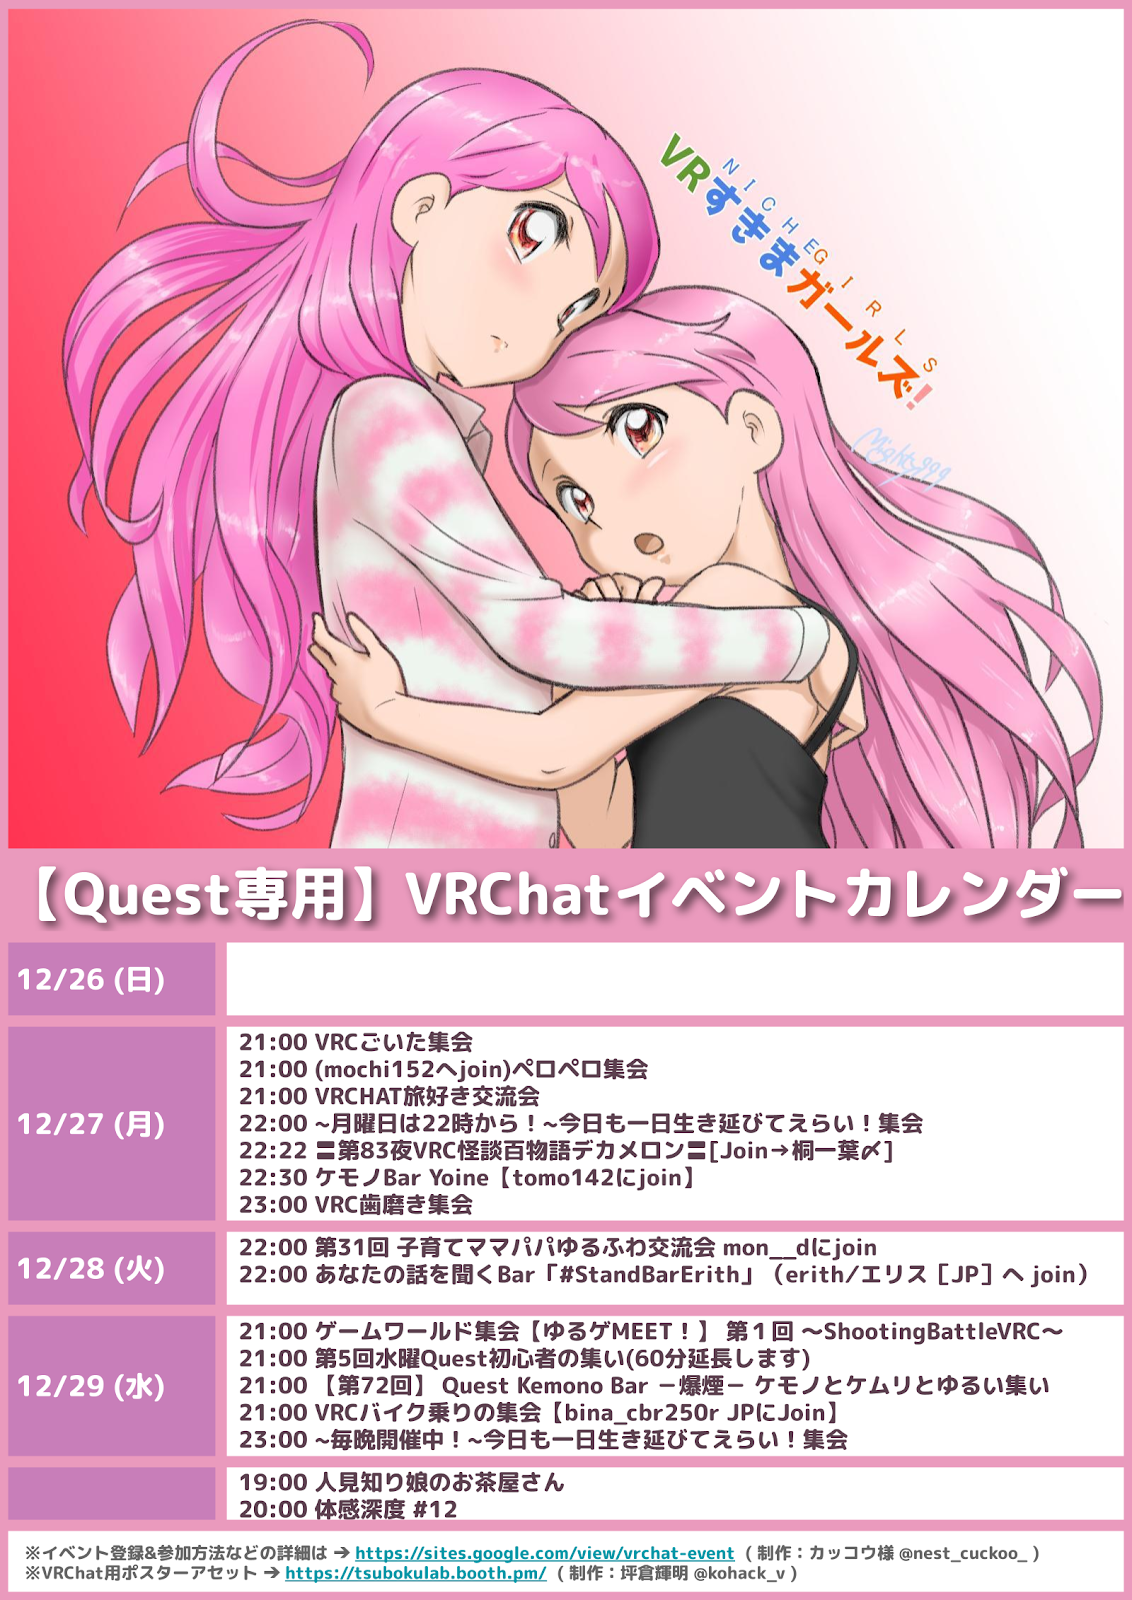 NICHE GIRLS
VRすきまガールズ!
Mighty999
【Quest専用】VRChatイベントカレンダー
12/26 (日)
12/27 (月)
21:00 VRCごいた集会
21:00 (mochi152へjoin)ペロペロ集会
21:00 VRCHAT旅好き交流会
22:00 ~月曜日は22時から！~今日も一日生き延びてえらい！集会
22:22 〓第83夜VRC怪談百物語デカメロン〓[Join→桐一葉〆]
22:30 ケモノBar Yoine【tomo142にjoin】
23:00 VRC歯磨き集会
12/28 (火)
22:00 第31回 子育てママパパゆるふわ交流会 mon__dにjoin
22:00 あなたの話を聞くBar「#StandBarErith」（erith/エリス［JP］へ join）
12/29 (水)
21:00 ゲームワールド集会【ゆるゲMEET！】 第１回 〜ShootingBattleVRC〜
21:00 第5回水曜Quest初心者の集い(60分延長します)
21:00 【第72回】 Quest Kemono Bar －爆煙－ ケモノとケムリとゆるい集い
21:00 VRCバイク乗りの集会【bina_cbr250r JPにJoin】
23:00 ~毎晩開催中！~今日も一日生き延びてえらい！集会
19:00 人見知り娘のお茶屋さん
20:00 体感深度 #12
※イベント登録&参加方法などの詳細は → https://sites.google.com/view/vrchat-event ( 制作：カッコウ様 @nest_cuckoo_ )
※VRChat用ポスターアセット → https://tsubokulab.booth.pm/ ( 制作：坪倉輝明 @kohack_v )